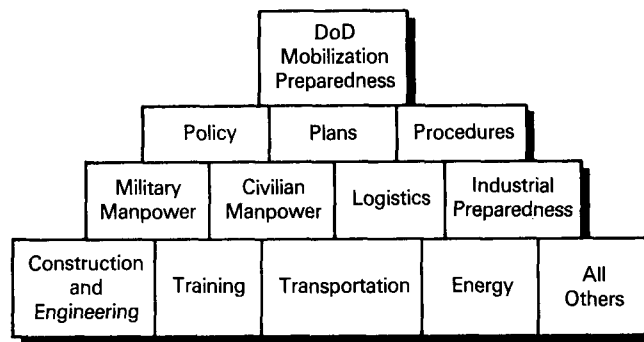 DoD
Mobilization
Preparedness
Policy
Plans
Procedures
Military
Manpower
Civilian
Manpower
Logistics
Industrial
Preparedness
Construction
and
Engineering
Training
Transportation
Energy
All
Others